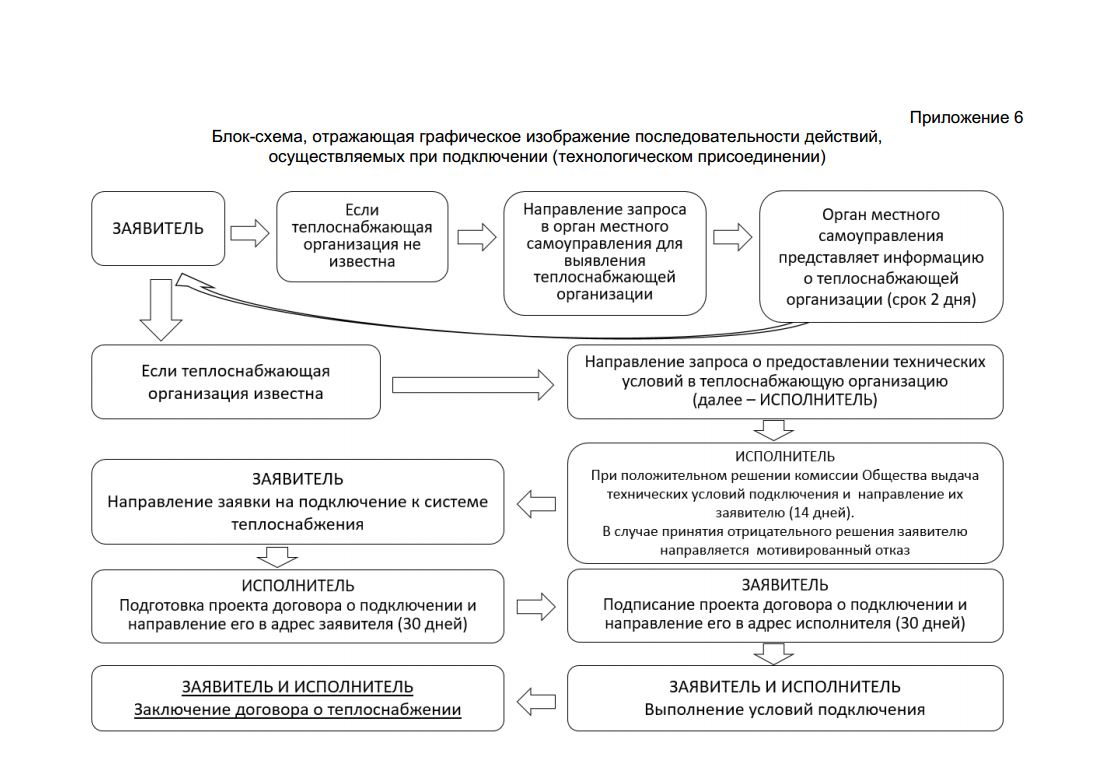 Приложение 6
Блок-схема, отражающая графическое изображение последовательности действий,
осуществляемых при подключении (технологическом присоединении)
ЗАЯВИТЕЛЬ
Если
теплоснабжающая
организация не
известна
Направление запроса
в орган местного
самоуправления для
выявления
теплоснабжающей
организации
Орган местного
самоуправления
представляет информацию
о теплоснабжающей
организации (срок 2 дня)
Если теплоснабжающая
организация известна
Направление запроса о предоставлении технических
условий в теплоснабжающую организацию
(далее – ИСПОЛНИТЕЛЬ)
ИСПОЛНИТЕЛЬ
При положительном решении комиссии Общества выдача
технических условий подключения и направление их
заявителю (14 дней).
В случае принятия отрицательного решения заявителю
направляется мотивированный отказ
ЗАЯВИТЕЛЬ
Направление заявки на подключение к системе
теплоснабжения
ИСПОЛНИТЕЛЬ
Подготовка проекта договора о подключении и
направление его в адрес заявителя (30 дней)
ЗАЯВИТЕЛЬ
Подписание проекта договора о подключении и
направление его в адрес исполнителя (30 дней)
ЗАЯВИТЕЛЬ И ИСПОЛНИТЕЛЬ
Выполнение условий подключения
ЗАЯВИТЕЛЬ И ИСПОЛНИТЕЛЬ
Заключение договора о теплоснабжении